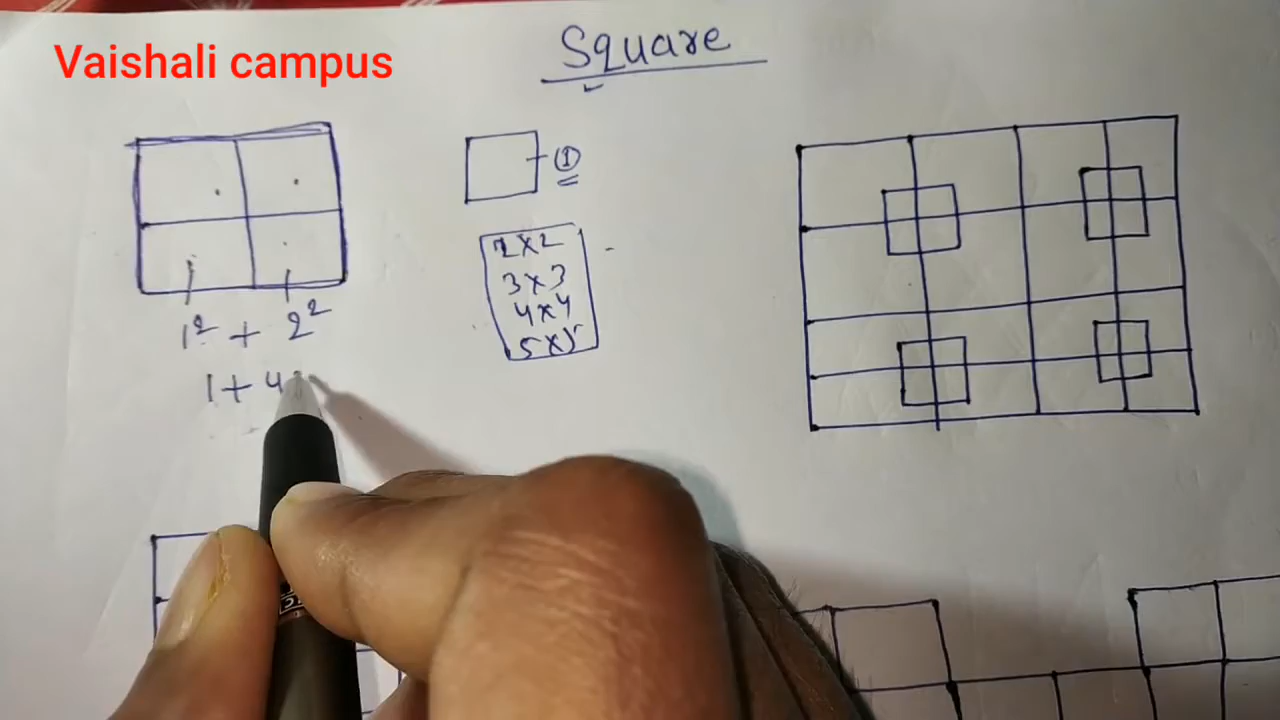 Vaishali campus
Square
①
2x2
3x3
4x4
5x5
1² + 2²
1 + 4